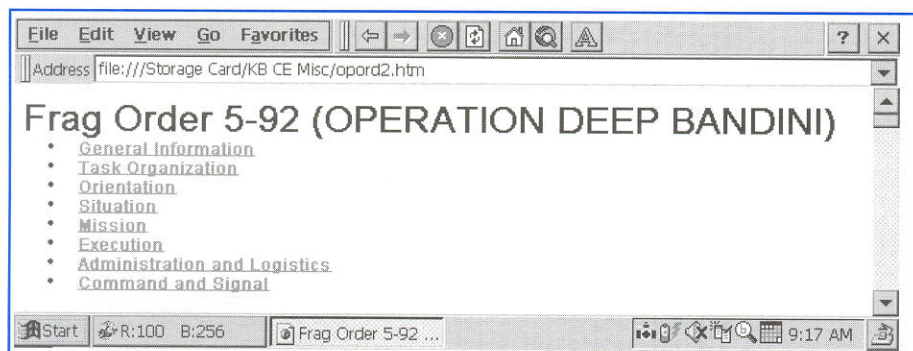 File Edit View Go Favorites
Address file:///Storage Card/KB CE Misc/opord2.htm
Frag Order 5-92 (OPERATION DEEP BANDINI)
• General Information
• Task Organization
• Orientation
• Situation
• Mission
• Execution
• Administration and Logistics
• Command and Signal
Start R:100 B:256 Frag Order 5-92 ... 9:17 AM